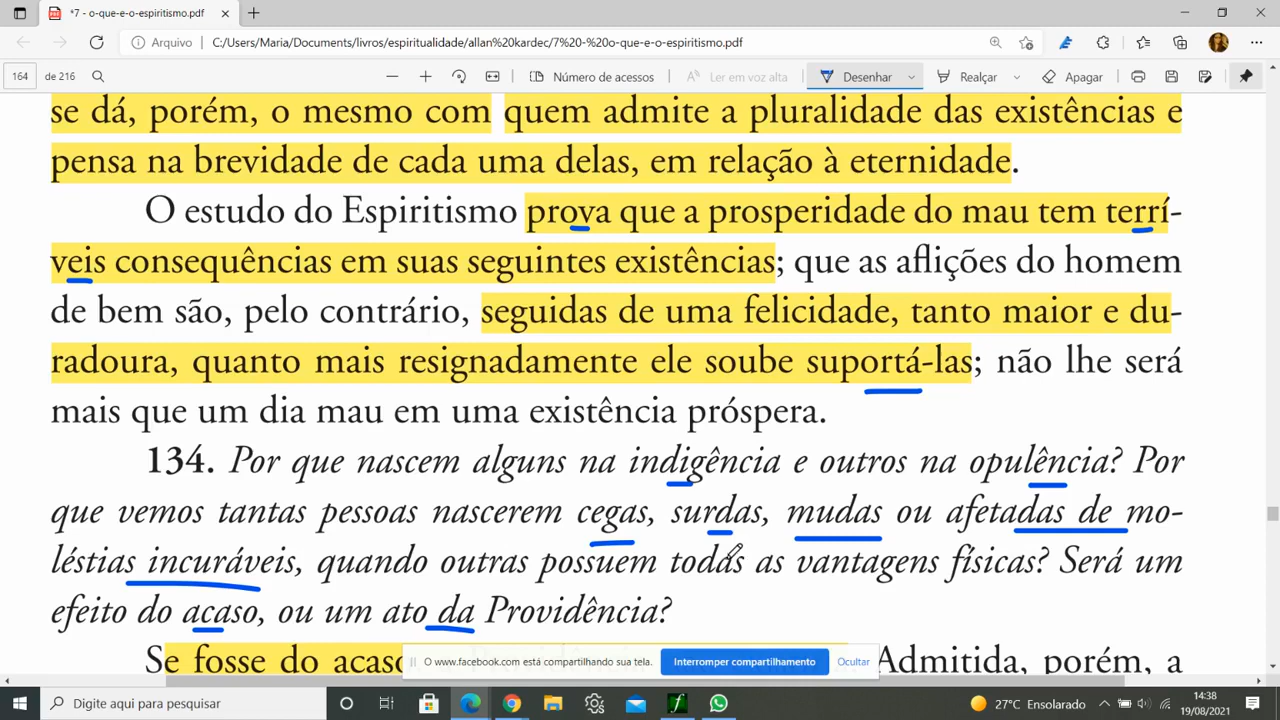 *7 - o-que-e-o-espiritismo.pdf
Arquivo C:/Users/Maria/Documents/livros/espiritualidade/allan%20kardec/7%20-%20o-que-e-o-espiritismo.pdf
164 de 216 Número de acessos Ler em voz alta Desenhar Realçar Apagar
se dá, porém, o mesmo com quem admite a pluralidade das existências e
pensa na brevidade de cada uma delas, em relação à eternidade.
O estudo do Espiritismo prova que a prosperidade do mau tem terrí-
veis consequências em suas seguintes existências; que as aflições do homem
de bem são, pelo contrário, seguidas de uma felicidade, tanto maior e du-
radoura, quanto mais resignadamente ele soube suportá-las; não lhe será
mais que um dia mau em uma existência próspera.
134. Por que nascem alguns na indigência e outros na opulência? Por
que vemos tantas pessoas nascerem cegas, surdas, mudas ou afetadas de mo-
léstias incuráveis, quando outras possuem todas as vantagens físicas? Será um
efeito do acaso, ou um ato da Providência?
Se fosse do acaso Admitida, porém, a
O www.facebook.com está compartilhando sua tela. Interromper compartilhamento Ocultar
Digite aqui para pesquisar 27°C Ensolarado 14:38
19/08/2021